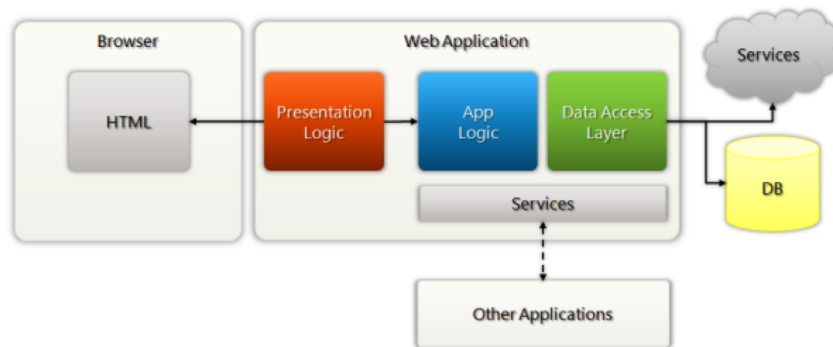 Browser
Web Application
Services
HTML
Presentation
Logic
App
Logic
Data Access
Layer
DB
Services
Other Applications